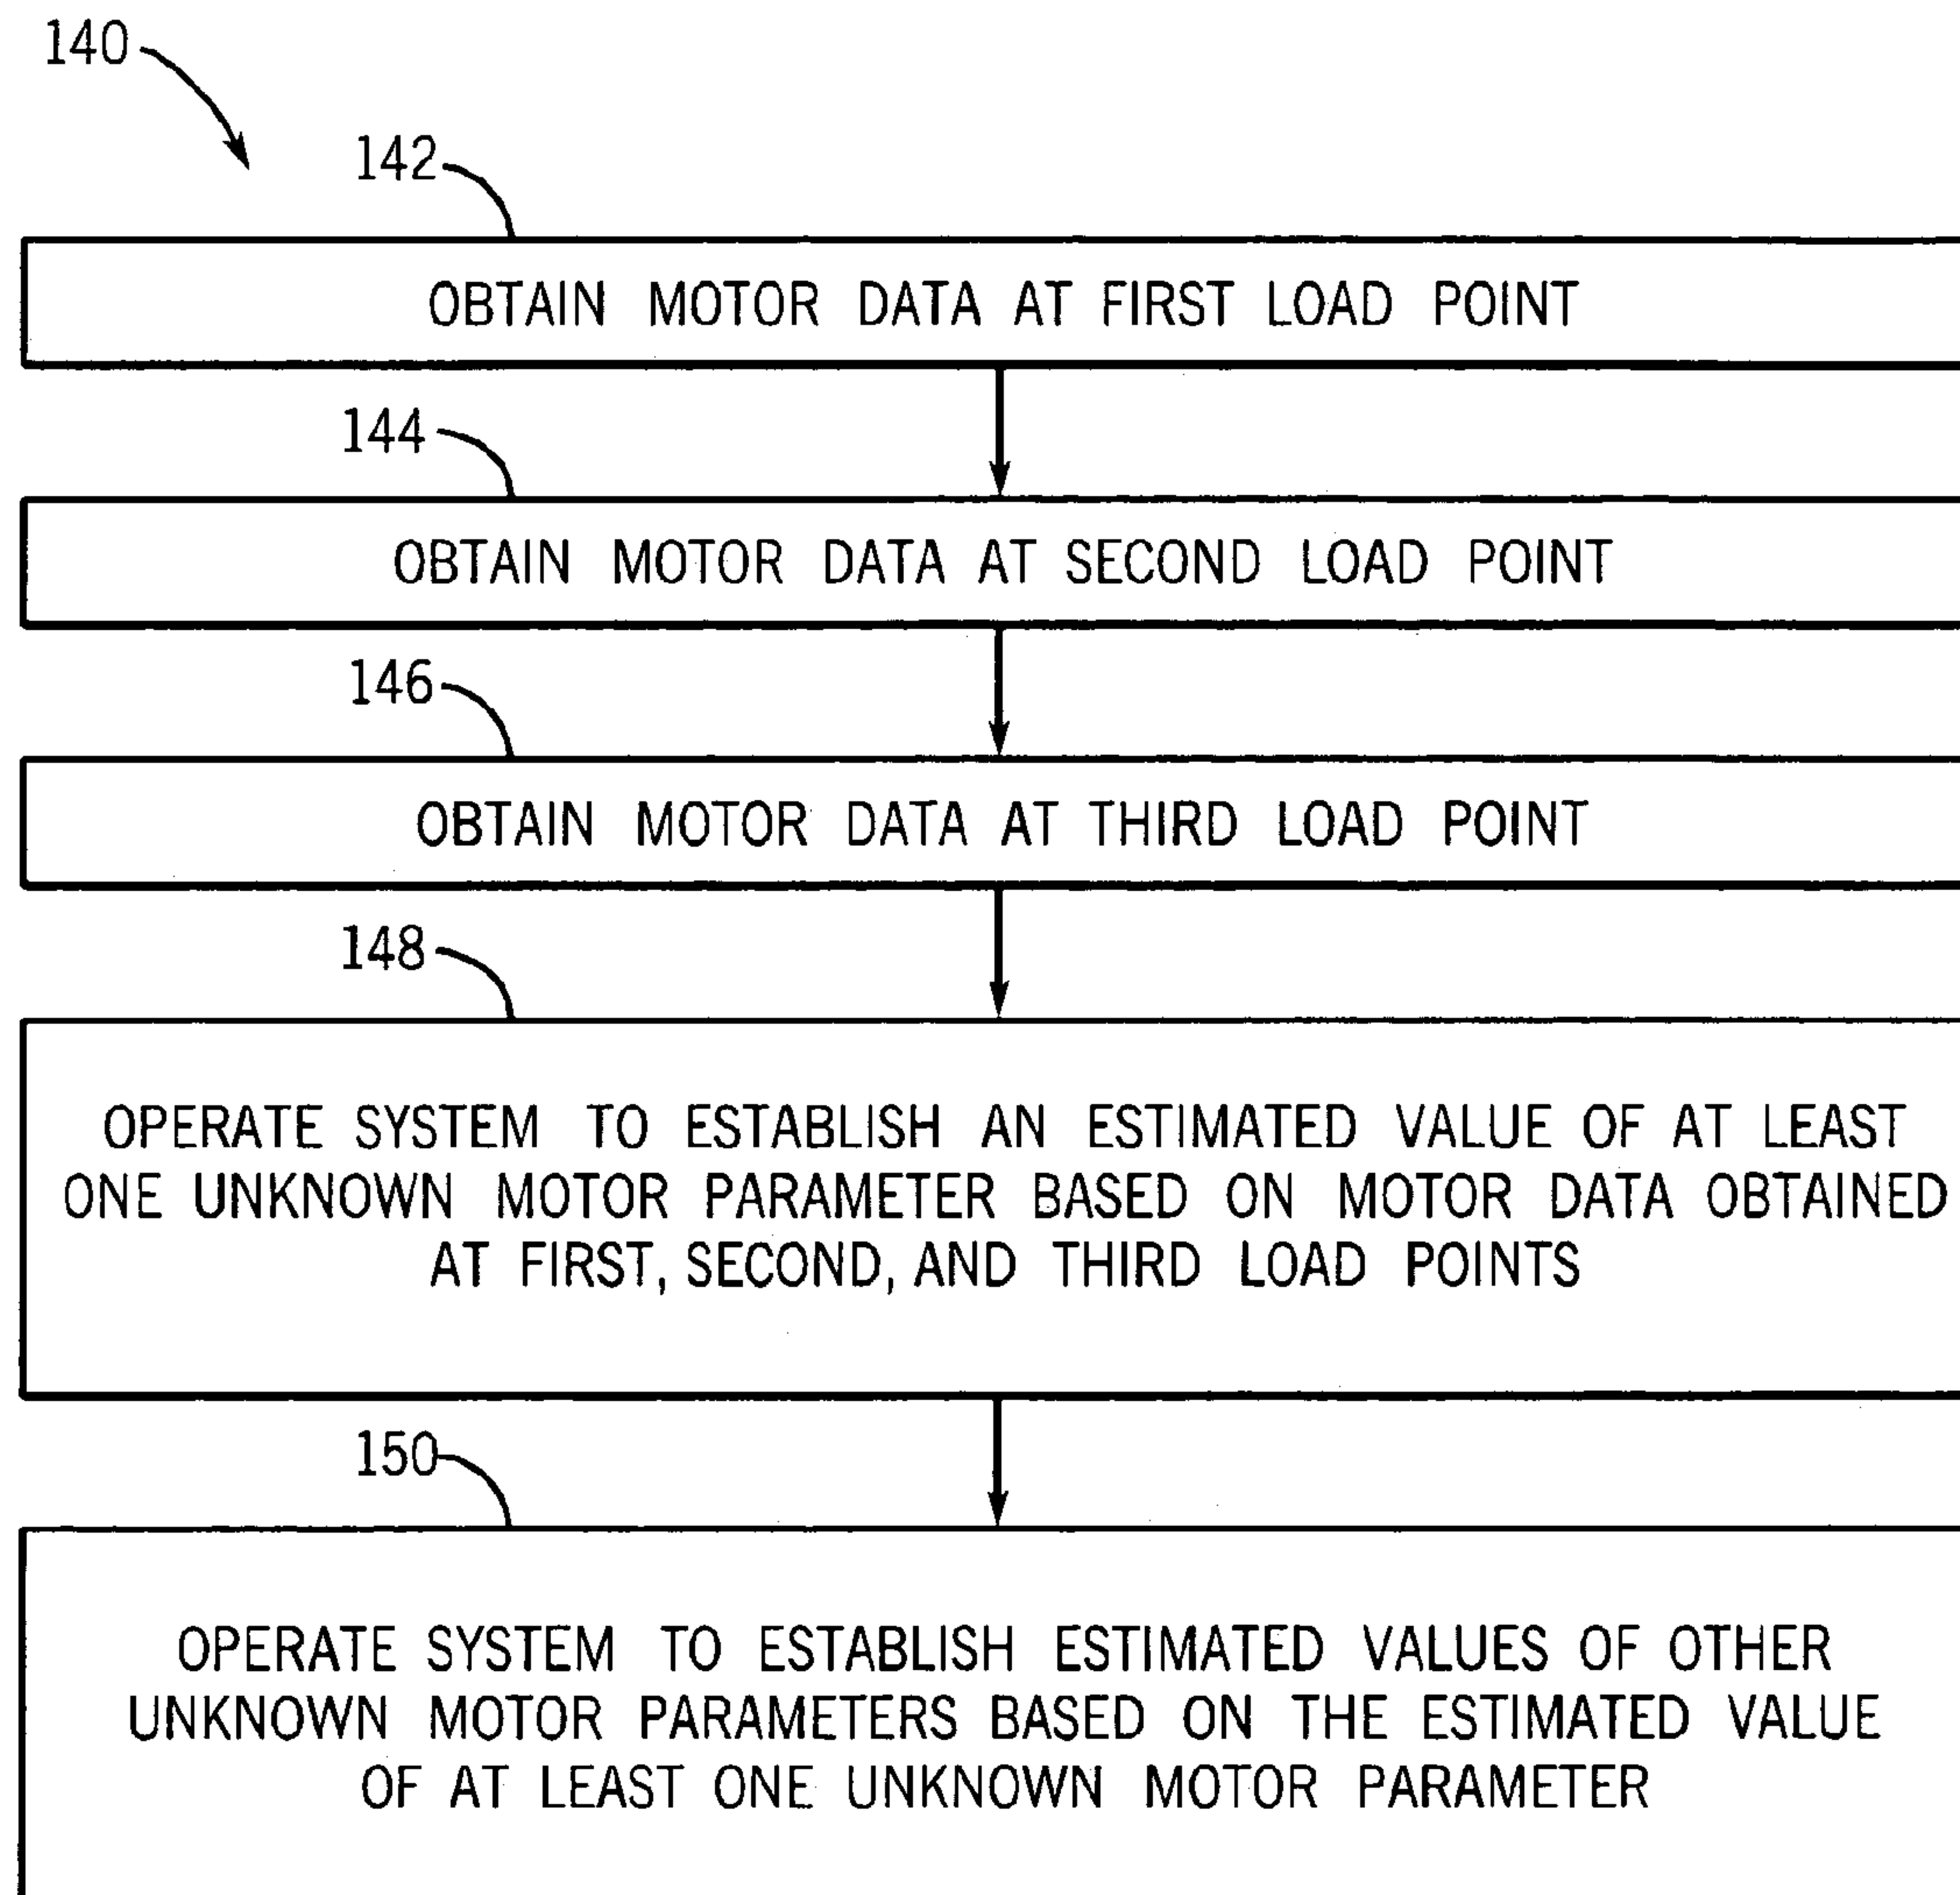 140
142
OBTAIN MOTOR DATA AT FIRST LOAD POINT
144
OBTAIN MOTOR DATA AT SECOND LOAD POINT
146
OBTAIN MOTOR DATA AT THIRD LOAD POINT
148
OPERATE SYSTEM TO ESTABLISH AN ESTIMATED VALUE OF AT LEAST
ONE UNKNOWN MOTOR PARAMETER BASED ON MOTOR DATA OBTAINED
AT FIRST, SECOND, AND THIRD LOAD POINTS
150
OPERATE SYSTEM TO ESTABLISH ESTIMATED VALUES OF OTHER
UNKNOWN MOTOR PARAMETERS BASED ON THE ESTIMATED VALUE
OF AT LEAST ONE UNKNOWN MOTOR PARAMETER